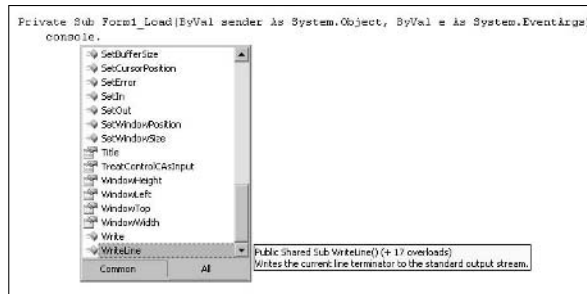 Private Sub Form1_Load(ByVal sender As System.Object, ByVal e As System.EventArgs)
console.
SetBufferSize
SetCursorPosition
SetError
SetIn
SetOut
SetWindowPosition
SetWindowSize
Title
TreatControlCAsInput
WindowHeight
WindowLeft
WindowTop
WindowWidth
Write
WriteLine
Public Shared Sub WriteLine() (+ 17 overloads)
Writes the current line terminator to the standard output stream.
Common All